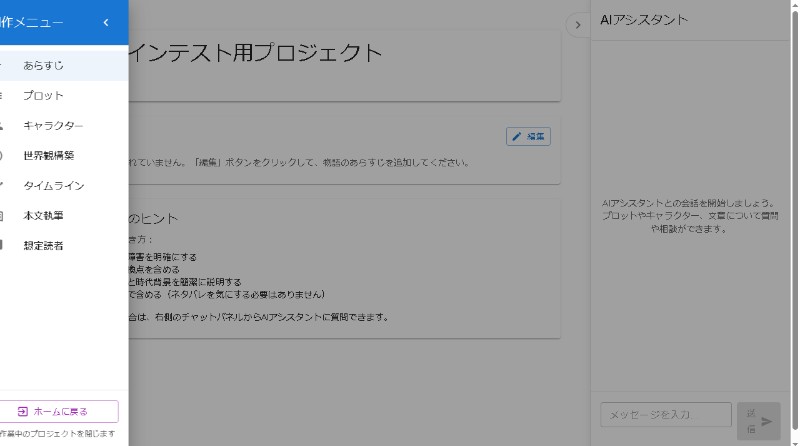 作メニュー
あらすじ
プロット
キャラクター
世界観構築
タイムライン
本文執筆
想定読者
ホームに戻る
作業中のプロジェクトを閉じます
インテスト用プロジェクト
編集
れていません。「編集」ボタンをクリックして、物語のあらすじを追加してください。
のヒント
き方：
障害を明確にする
換点を含める
と時代背景を簡潔に説明する
で含める（ネタバレを気にする必要はありません）
合は、右側のチャットパネルからAIアシスタントに質問できます。
AIアシスタント
AIアシスタントとの会話を開始しましょう。
プロットやキャラクター、文章について質問
や相談ができます。
メッセージを入力
送
信